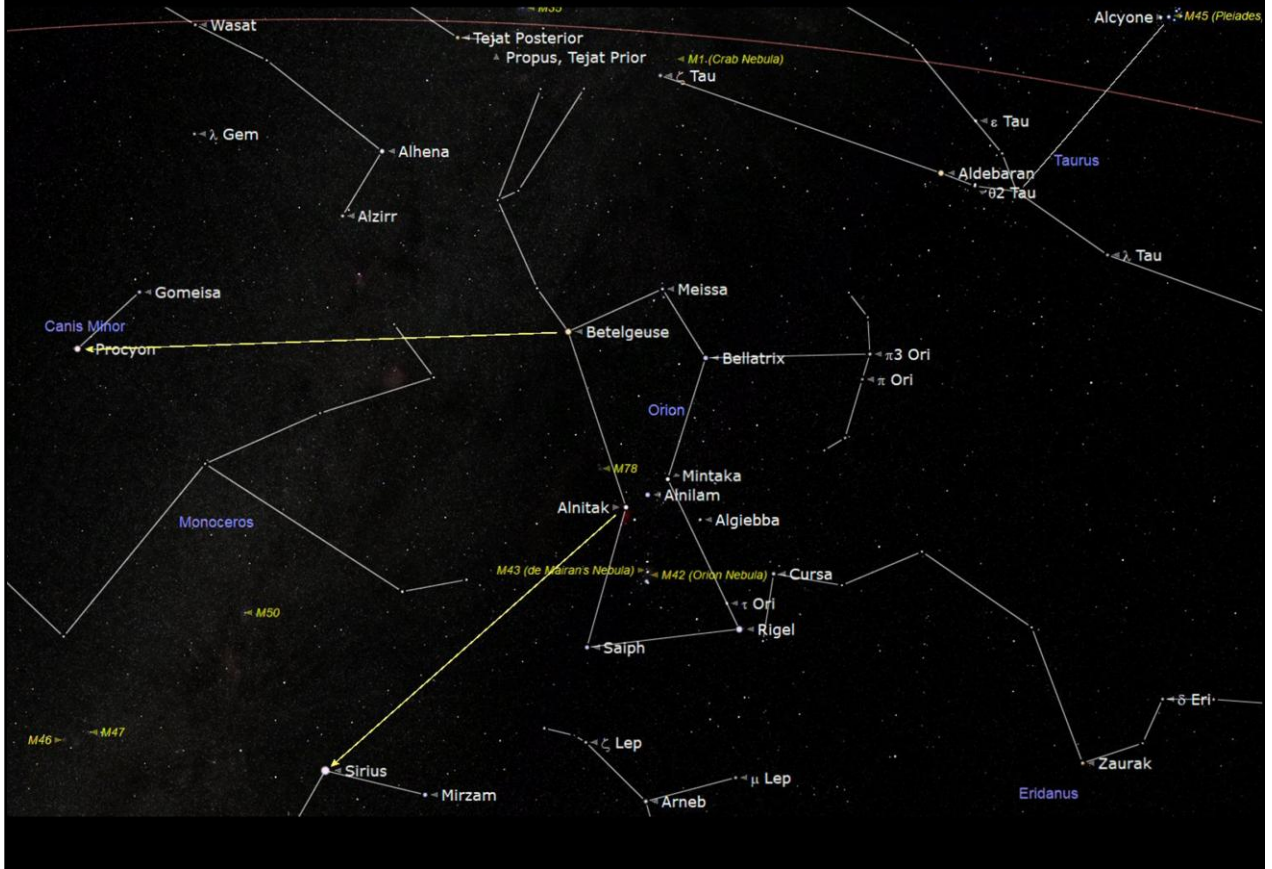 M35
Alcyone
M45 (Pleiades,
Wasat
Tejat Posterior
Propus, Tejat Prior
M1 (Crab Nebula)
ζ Tau
ε Tau
λ Gem
Alhena
Taurus
Aldebaran
θ2 Tau
Alzirr
λ Tau
Gomeisa
Meissa
Canis Minor
Betelgeuse
Procyon
Bellatrix
π3 Ori
π Ori
Orion
M78
Mintaka
Alnilam
Alnitak
Algiebba
Monoceros
M43 (de Mairan's Nebula)
M42 (Orion Nebula)
Cursa
τ Ori
M50
Rigel
Saiph
δ Eri
M47
M46
ζ Lep
Sirius
Zaurak
μ Lep
Mirzam
Arneb
Eridanus